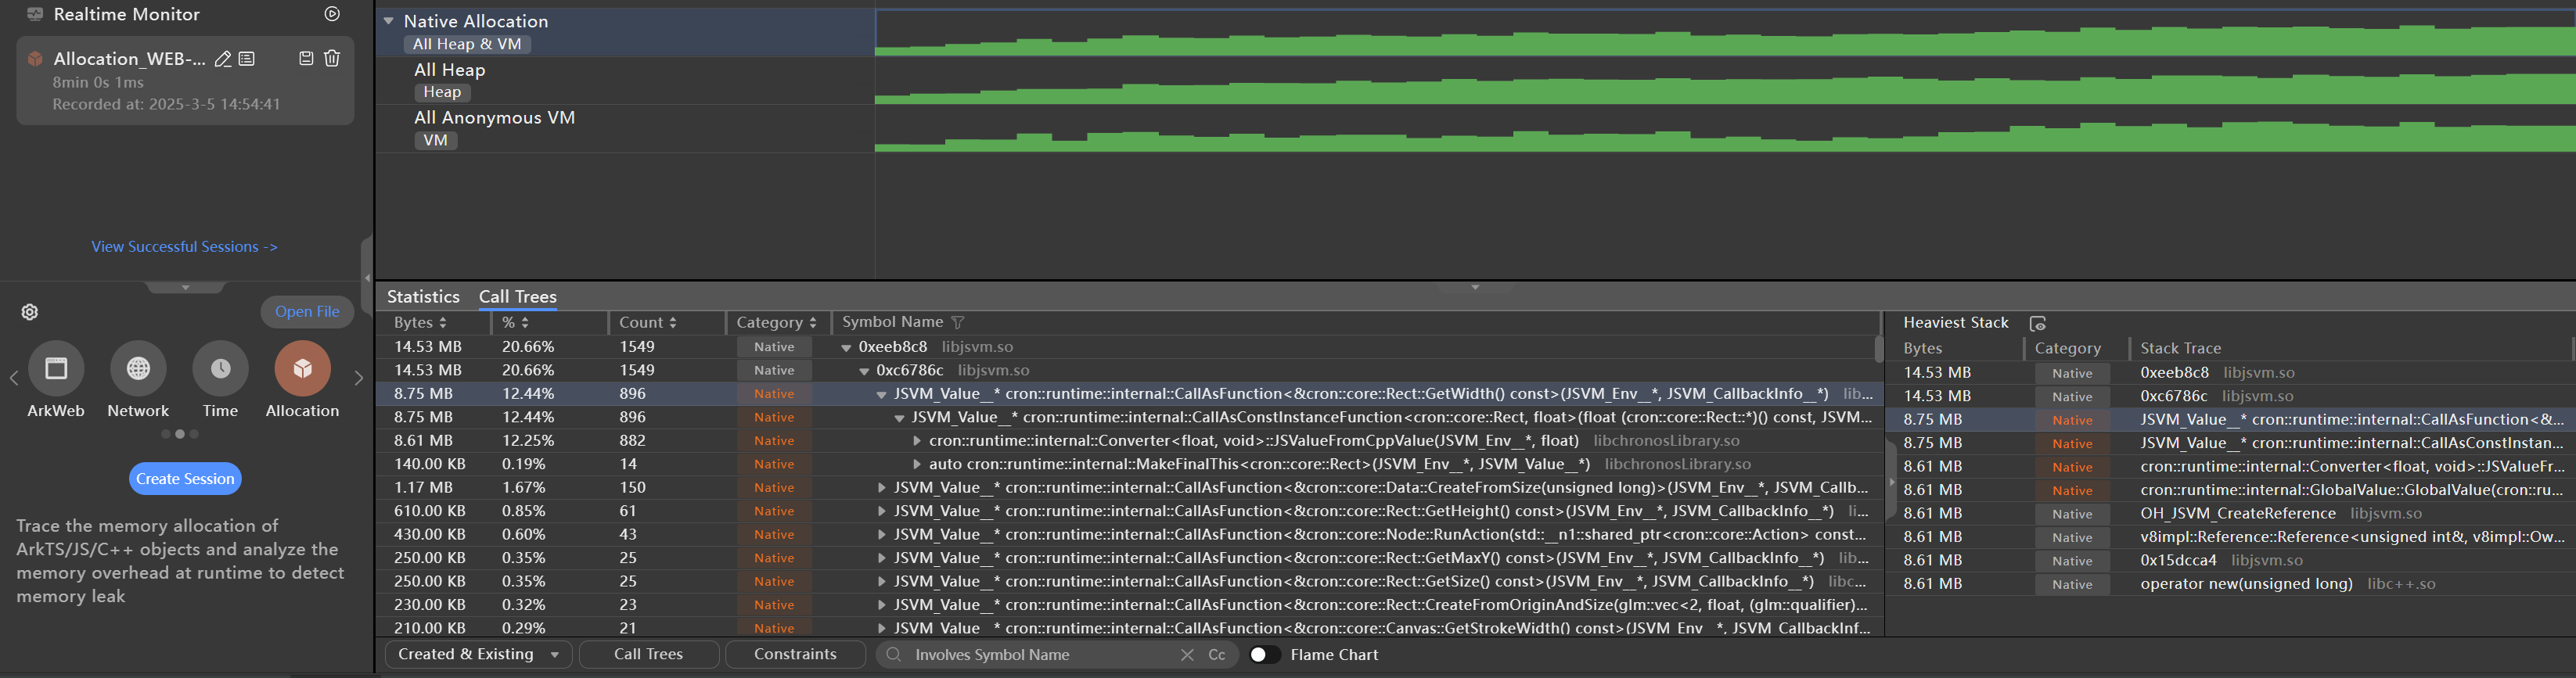 Realtime Monitor
Allocation_WEB-...
8min 0s 1ms
Recorded at: 2025-3-5 14:54:41
View Successful Sessions ->
Open File
ArkWeb Network Time Allocation
Create Session
Trace the memory allocation of
ArkTS/JS/C++ objects and analyze the
memory overhead at runtime to detect
memory leak
Native Allocation
All Heap & VM
All Heap
Heap
All Anonymous VM
VM
Statistics Call Trees
Bytes % Count Category Symbol Name
14.53 MB 20.66% 1549 Native 0xeeb8c8 libjsvm.so
14.53 MB 20.66% 1549 Native 0xc6786c libjsvm.so
8.75 MB 12.44% 896 Native JSVM_Value__* cron::runtime::internal::CallAsFunction<&cron::core::Rect::GetWidth() const>(JSVM_Env__*, JSVM_CallbackInfo__*) lib...
8.75 MB 12.44% 896 Native JSVM_Value__* cron::runtime::internal::CallAsConstInstanceFunction<cron::core::Rect, float>(float (cron::core::Rect::*)() const, JSVM...
8.61 MB 12.25% 882 Native cron::runtime::internal::Converter<float, void>::JSValueFromCppValue(JSVM_Env__*, float) libchronosLibrary.so
140.00 KB 0.19% 14 Native auto cron::runtime::internal::MakeFinalThis<cron::core::Rect>(JSVM_Env__*, JSVM_Value__*) libchronosLibrary.so
1.17 MB 1.67% 150 Native JSVM_Value__* cron::runtime::internal::CallAsFunction<&cron::core::Data::CreateFromSize(unsigned long)>(JSVM_Env__*, JSVM_Callb...
610.00 KB 0.85% 61 Native JSVM_Value__* cron::runtime::internal::CallAsFunction<&cron::core::Rect::GetHeight() const>(JSVM_Env__*, JSVM_CallbackInfo__*) li...
430.00 KB 0.60% 43 Native JSVM_Value__* cron::runtime::internal::CallAsFunction<&cron::core::Node::RunAction(std::__n1::shared_ptr<cron::core::Action> const...
250.00 KB 0.35% 25 Native JSVM_Value__* cron::runtime::internal::CallAsFunction<&cron::core::Rect::GetMaxY() const>(JSVM_Env__*, JSVM_CallbackInfo__*) lib...
250.00 KB 0.35% 25 Native JSVM_Value__* cron::runtime::internal::CallAsFunction<&cron::core::Rect::GetSize() const>(JSVM_Env__*, JSVM_CallbackInfo__*) libc...
230.00 KB 0.32% 23 Native JSVM_Value__* cron::runtime::internal::CallAsFunction<&cron::core::Rect::CreateFromOriginAndSize(glm::vec<2, float, (glm::qualifier)...
210.00 KB 0.29% 21 Native JSVM_Value__* cron::runtime::internal::CallAsFunction<&cron::core::Canvas::GetStrokeWidth() const>(JSVM_Env__*, JSVM_CallbackInf...
Created & Existing Call Trees Constraints Involves Symbol Name Cc Flame Chart
Heaviest Stack
Bytes Category Stack Trace
14.53 MB Native 0xeeb8c8 libjsvm.so
14.53 MB Native 0xc6786c libjsvm.so
8.75 MB Native JSVM_Value__* cron::runtime::internal::CallAsFunction<&...
8.75 MB Native JSVM_Value__* cron::runtime::internal::CallAsConstInstan...
8.61 MB Native cron::runtime::internal::Converter<float, void>::JSValueFr...
8.61 MB Native cron::runtime::internal::GlobalValue::GlobalValue(cron::ru...
8.61 MB Native OH_JSVM_CreateReference libjsvm.so
8.61 MB Native v8impl::Reference::Reference<unsigned int&, v8impl::Ow...
8.61 MB Native 0x15dcca4 libjsvm.so
8.61 MB Native operator new(unsigned long) libc++.so